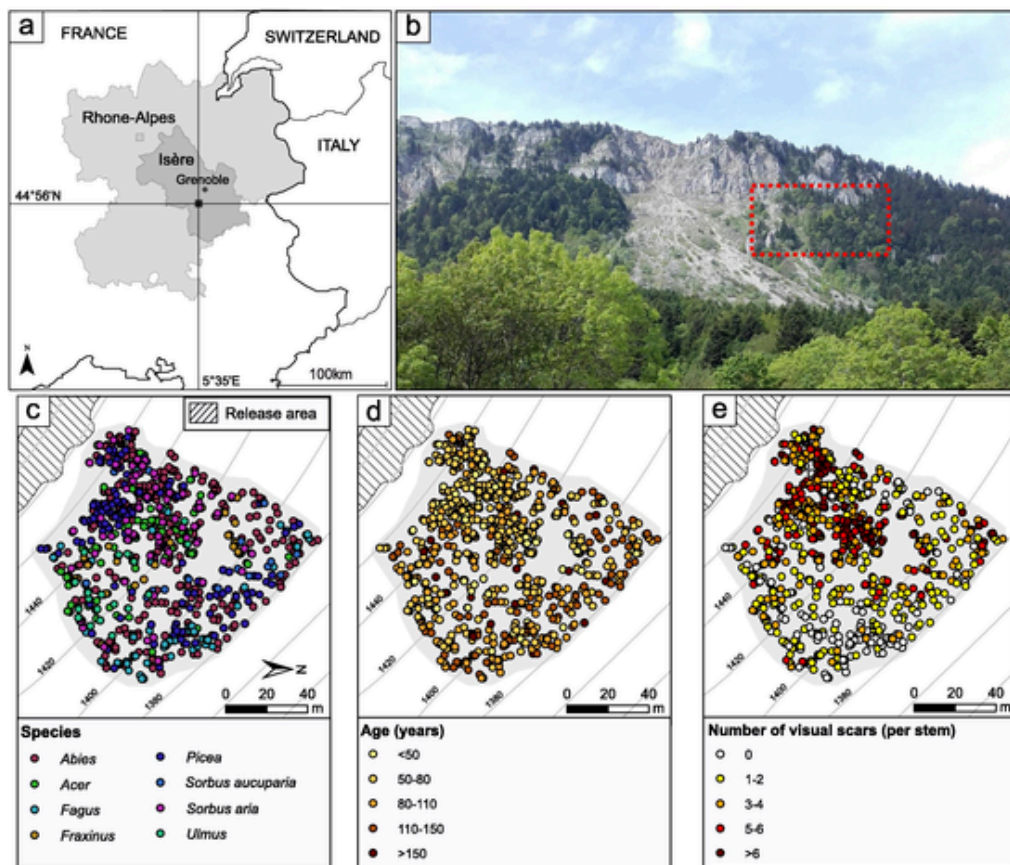 a
FRANCE
SWITZERLAND
Rhone-Alpes
ITALY
Isère
Grenoble
44°56'N
N
5°35'E
100km
b
c
Release area
1440
1420
1400
1380
N
0 20 40
m
Species
Abies
Acer
Fagus
Fraxinus
Picea
Sorbus aucuparia
Sorbus aria
Ulmus
d
1440
1420
1400
1380
0 20 40
m
Age (years)
<50
50-80
80-110
110-150
>150
e
1440
1420
1400
1380
0 20 40
m
Number of visual scars (per stem)
0
1-2
3-4
5-6
>6